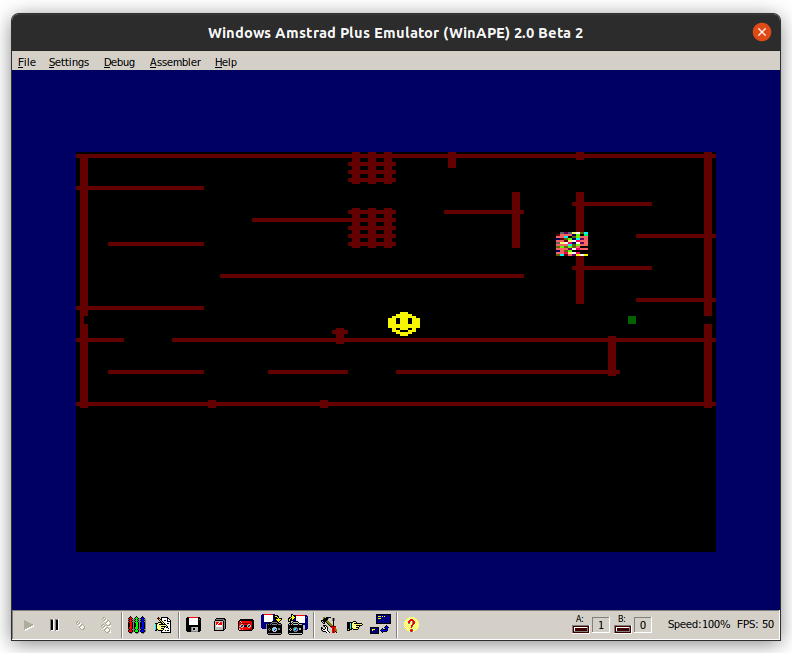 Windows Amstrad Plus Emulator (WinAPE) 2.0 Beta 2
File Settings Debug Assembler Help
A: 1 B: 0 Speed:100% FPS: 50